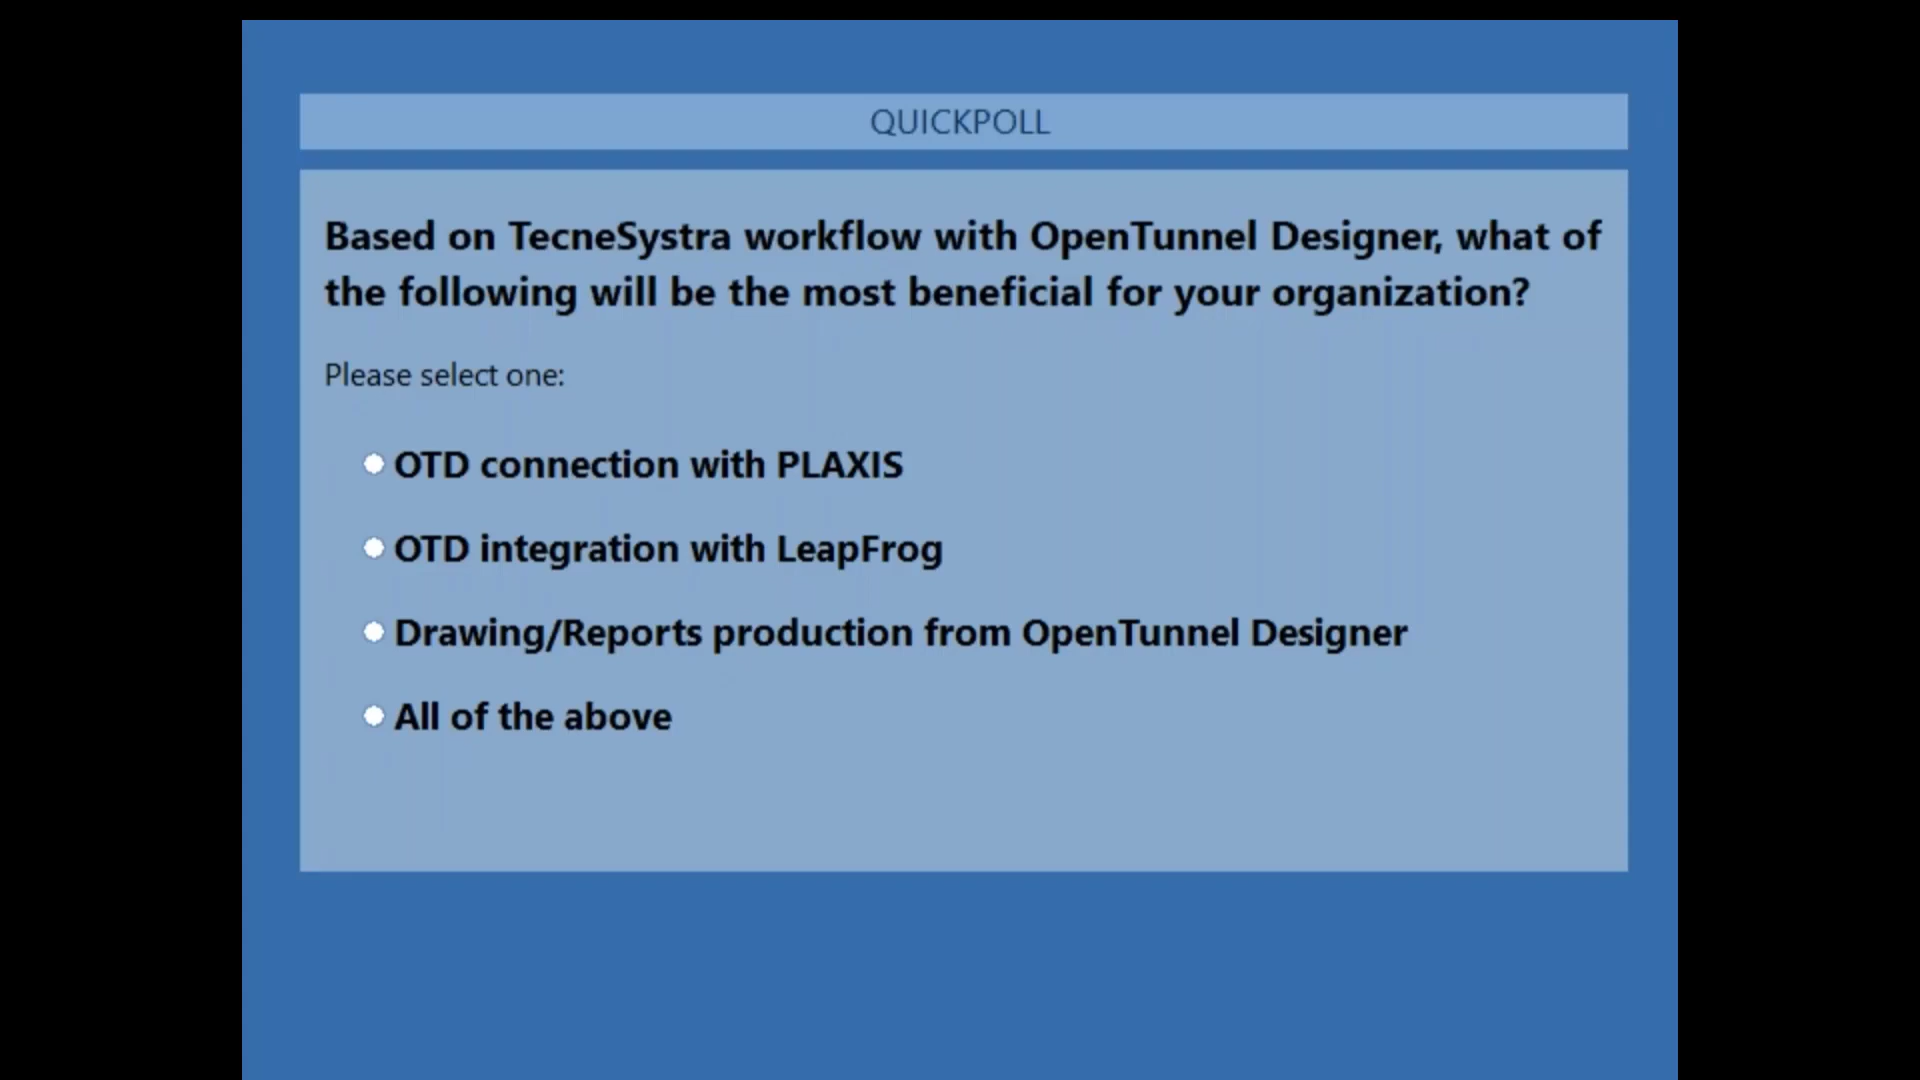 QUICKPOLL
Based on TecneSystra workflow with OpenTunnel Designer, what of
the following will be the most beneficial for your organization?
Please select one:
OTD connection with PLAXIS
OTD integration with LeapFrog
Drawing/Reports production from OpenTunnel Designer
All of the above